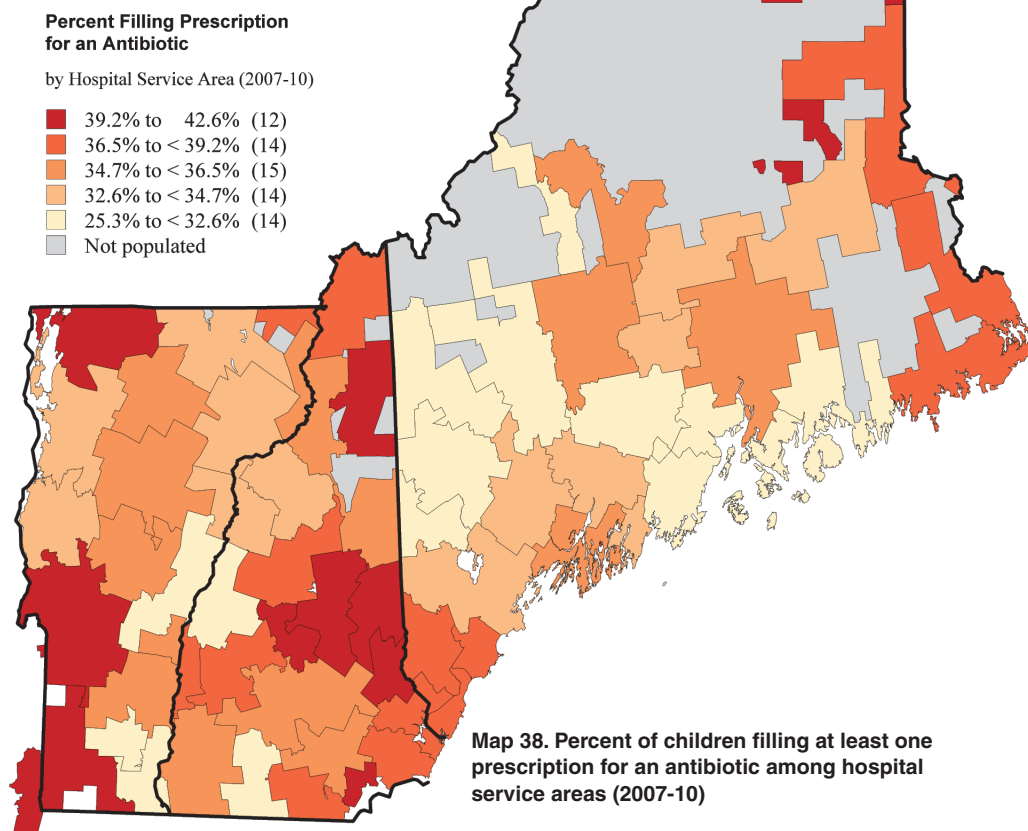 Percent Filling Prescription
for an Antibiotic
by Hospital Service Area (2007-10)
39.2% to 42.6% (12)
36.5% to < 39.2% (14)
34.7% to < 36.5% (15)
32.6% to < 34.7% (14)
25.3% to < 32.6% (14)
Not populated
Map 38. Percent of children filling at least one
prescription for an antibiotic among hospital
service areas (2007-10)